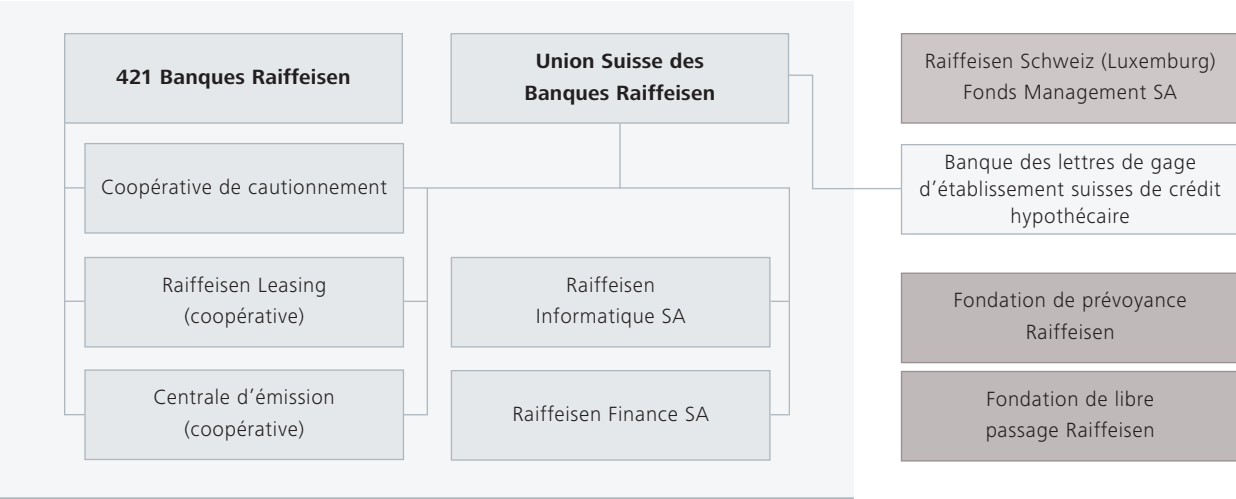 421 Banques Raiffeisen
Union Suisse des
Banques Raiffeisen
Raiffeisen Schweiz (Luxemburg)
Fonds Management SA
Coopérative de cautionnement
Banque des lettres de gage
d’établissement suisses de crédit
hypothécaire
Raiffeisen Leasing
(coopérative)
Raiffeisen
Informatique SA
Fondation de prévoyance
Raiffeisen
Centrale d’émission
(coopérative)
Raiffeisen Finance SA
Fondation de libre
passage Raiffeisen